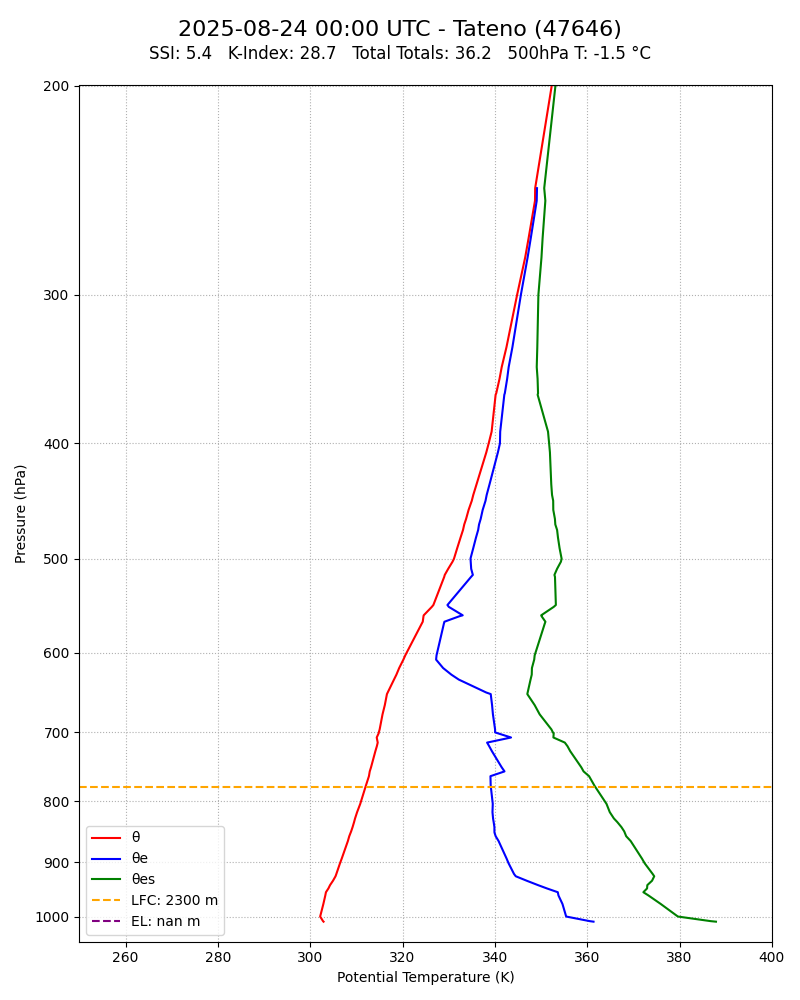 2025-08-24 00:00 UTC - Tateno (47646)
SSI: 5.4   K-Index: 28.7   Total Totals: 36.2   500hPa T: -1.5 °C
200
300
400
500
600
700
800
900
1000
Pressure (hPa)
θ
θe
θes
LFC: 2300 m
EL: nan m
260 280 300 320 340 360 380 400
Potential Temperature (K)